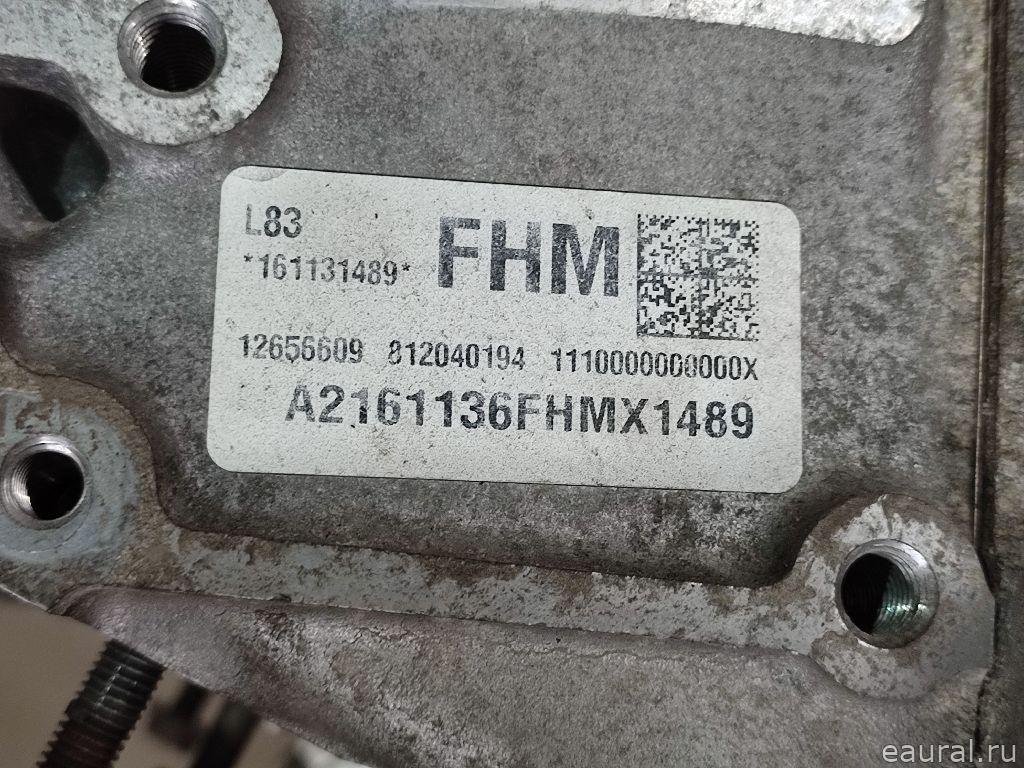 L83
*161131489*
FHM
12656609 812040194 1110000000000X
A2161136FHMX1489
eaural.ru